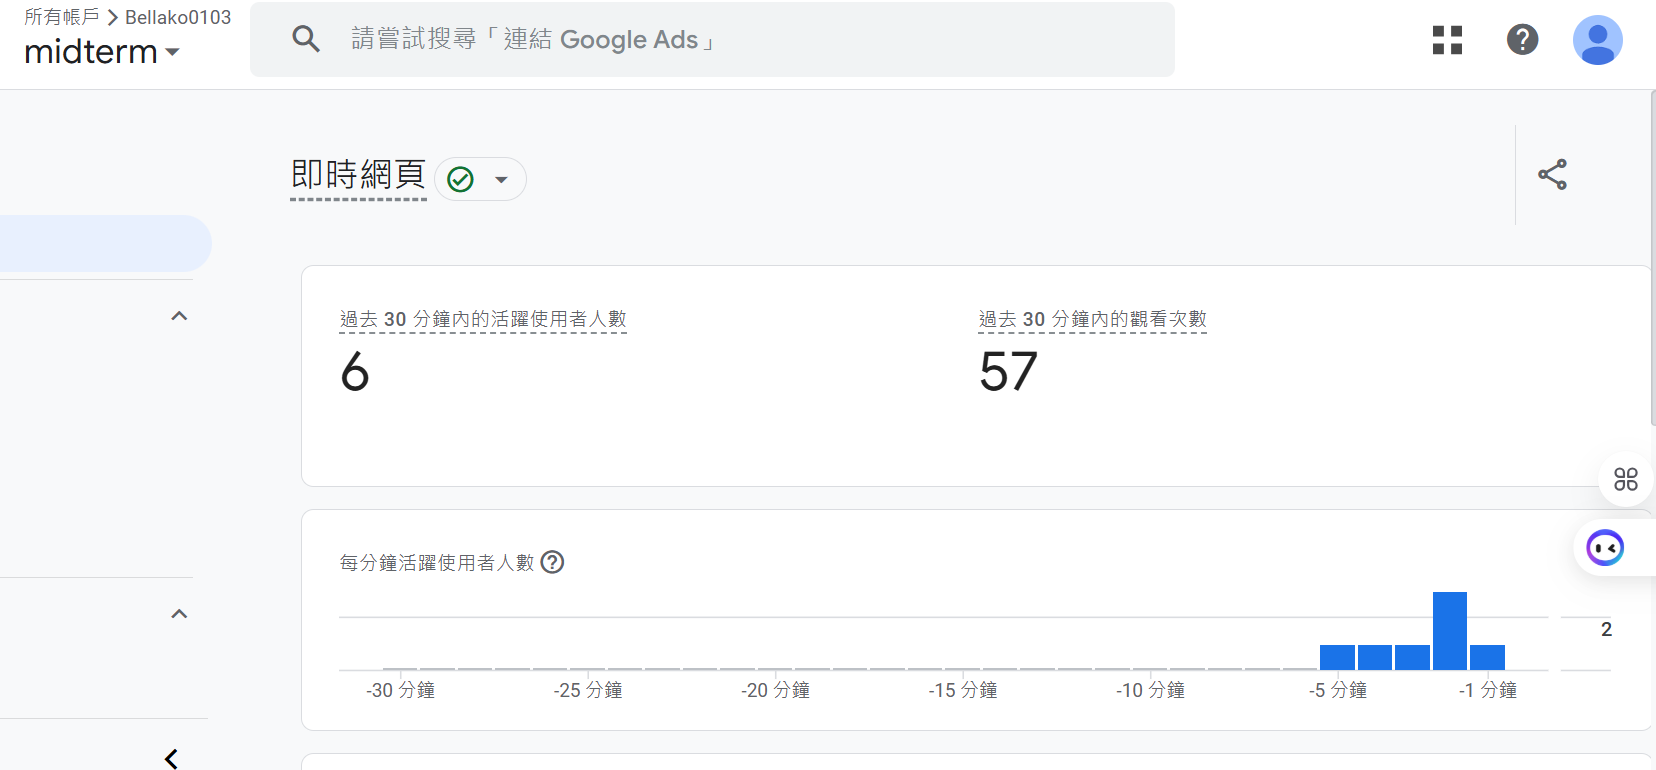 所有帳戶 > Bellako0103
midterm
請嘗試搜尋「連結 Google Ads」
即時網頁
過去 30 分鐘內的活躍使用者人數
6
過去 30 分鐘內的觀看次數
57
每分鐘活躍使用者人數
2
-30 分鐘 -25 分鐘 -20 分鐘 -15 分鐘 -10 分鐘 -5 分鐘 -1 分鐘